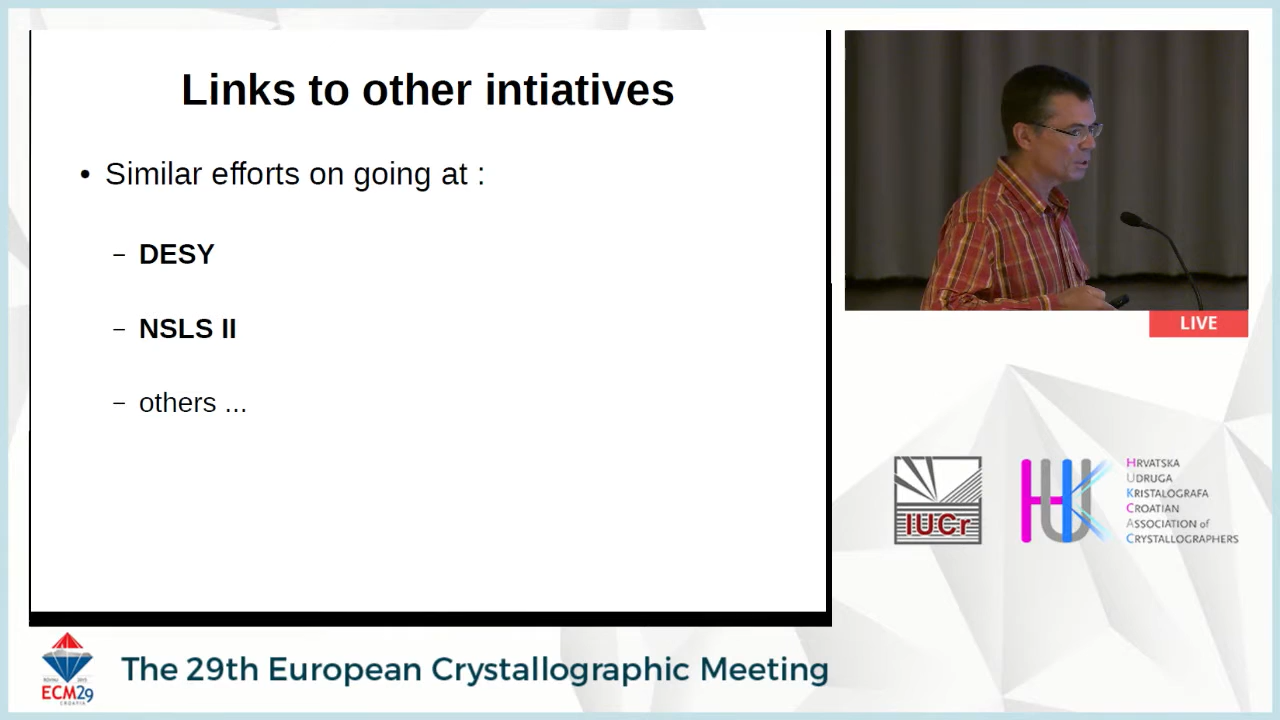 Links to other intiatives
• Similar efforts on going at :
– DESY
– NSLS II
– others ...
LIVE
IUCr
HUK
HRVATSKA
UDRUGA
KRISTALOGRAFA
CROATIAN
ASSOCIATION of
CRYSTALLOGRAPHERS
ECM29
CROATIA
The 29th European Crystallographic Meeting